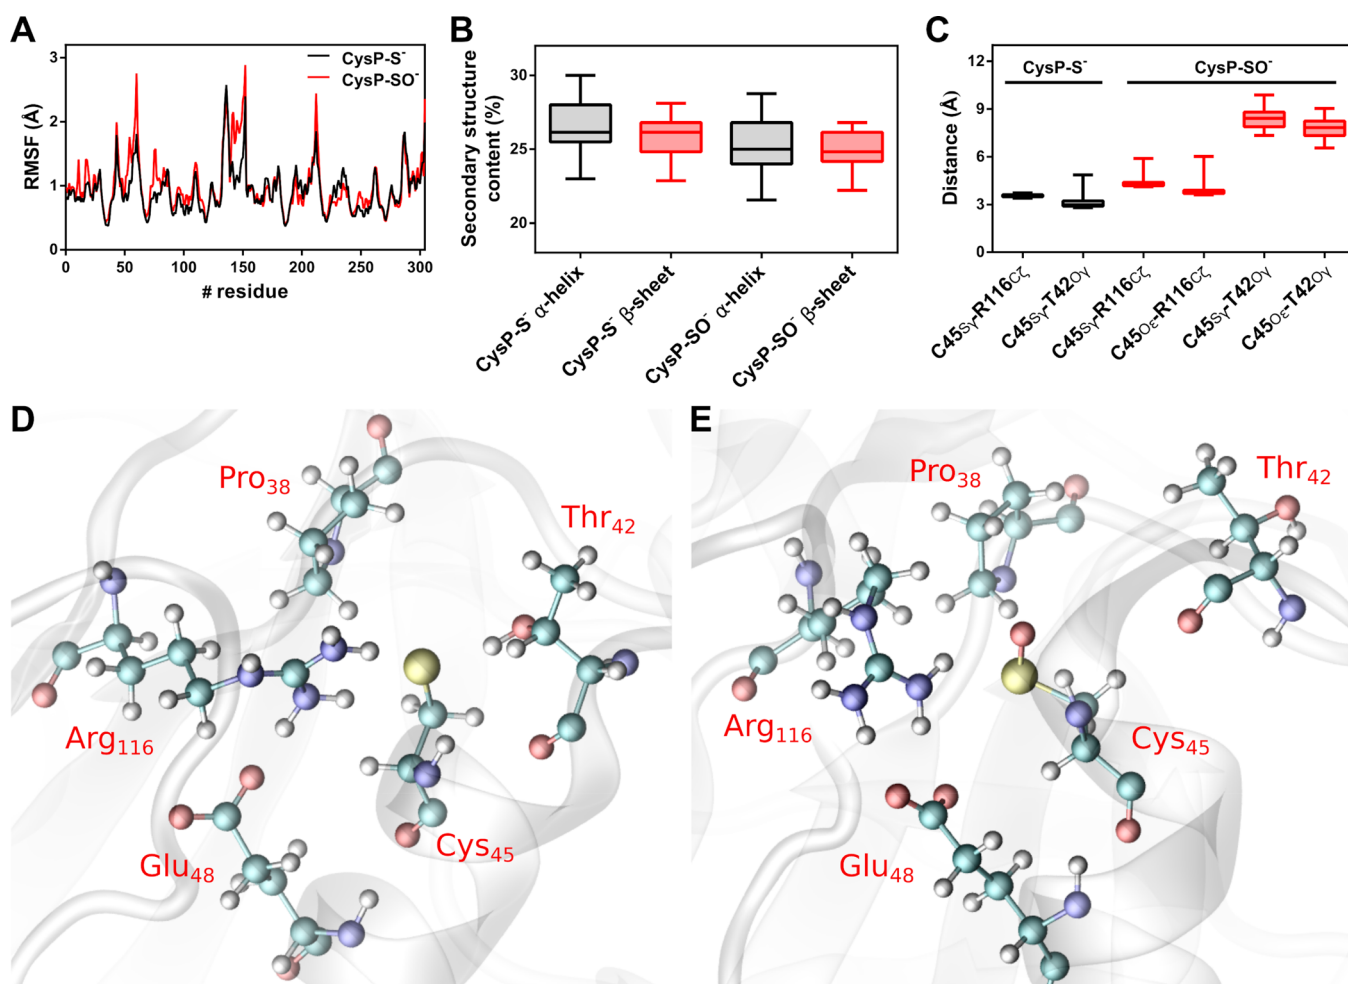 A
RMSF (Å)
3
2
1
0
0 50 100 150 200 250 300
# residue
CysP-S⁻
CysP-SO⁻
B
Secondary structure
content (%)
30
25
20
CysP-S⁻ α-helix
CysP-S⁻ β-sheet
CysP-SO⁻ α-helix
CysP-SO⁻ β-sheet
C
Distance (Å)
12
9
6
3
0
CysP-S⁻ CysP-SO⁻
C45Sγ-R116Cζ
C45Sγ-T42Oγ
C45Sγ-R116Cζ
C45Oε-R116Cζ
C45Sγ-T42Oγ
C45Oε-T42Oγ
D
Pro₃₈
Thr₄₂
Arg₁₁₆
Cys₄₅
Glu₄₈
E
Pro₃₈
Thr₄₂
Arg₁₁₆
Cys₄₅
Glu₄₈